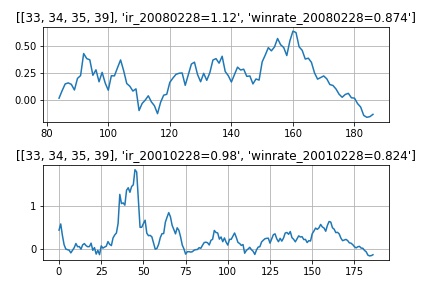 [[33, 34, 35, 39], 'ir_20080228=1.12', 'winrate_20080228=0.874']
0.50
0.25
0.00
80 100 120 140 160 180
[[33, 34, 35, 39], 'ir_20010228=0.98', 'winrate_20010228=0.824']
1
0
0 25 50 75 100 125 150 175